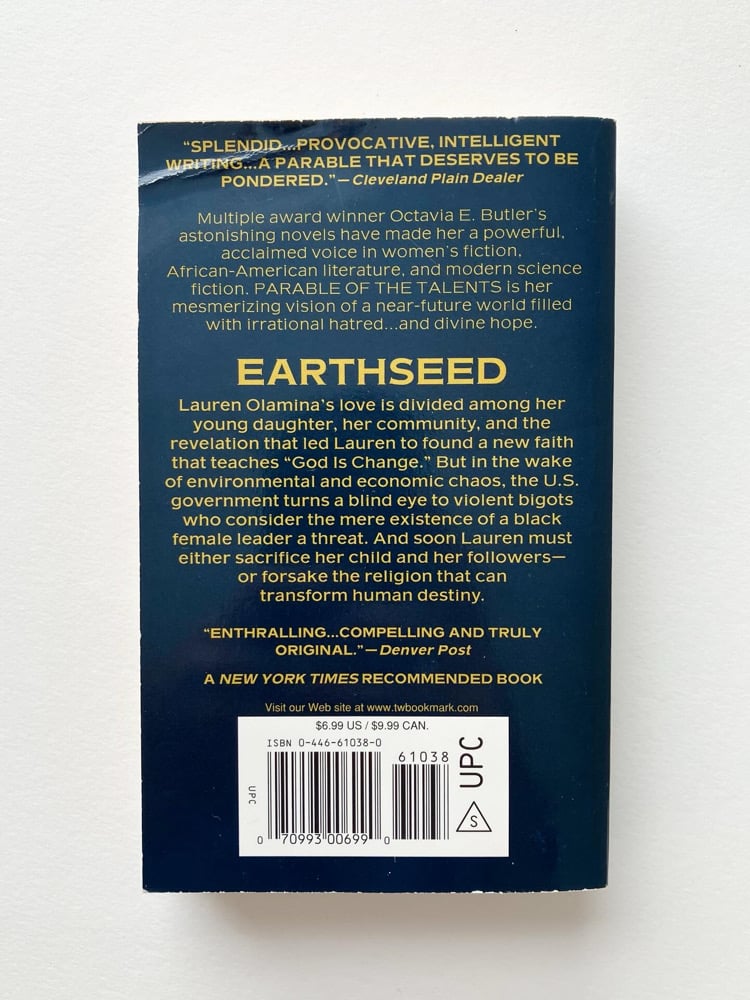 “SPLENDID...PROVOCATIVE, INTELLIGENT
WRITING...A PARABLE THAT DESERVES TO BE
PONDERED.”—Cleveland Plain Dealer
Multiple award winner Octavia E. Butler’s
astonishing novels have made her a powerful,
acclaimed voice in women’s fiction,
African-American literature, and modern science
fiction. PARABLE OF THE TALENTS is her
mesmerizing vision of a near-future world filled
with irrational hatred...and divine hope.
EARTHSEED
Lauren Olamina’s love is divided among her
young daughter, her community, and the
revelation that led Lauren to found a new faith
that teaches “God Is Change.” But in the wake
of environmental and economic chaos, the U.S.
government turns a blind eye to violent bigots
who consider the mere existence of a black
female leader a threat. And soon Lauren must
either sacrifice her child and her followers—
or forsake the religion that can
transform human destiny.
“ENTHRALLING...COMPELLING AND TRULY
ORIGINAL.”—Denver Post
A NEW YORK TIMES RECOMMENDED BOOK
Visit our Web site at www.twbookmark.com
$6.99 US / $9.99 CAN.
ISBN 0-446-61038-0
61038
UPC
UPC
S
0 70993 00699 0